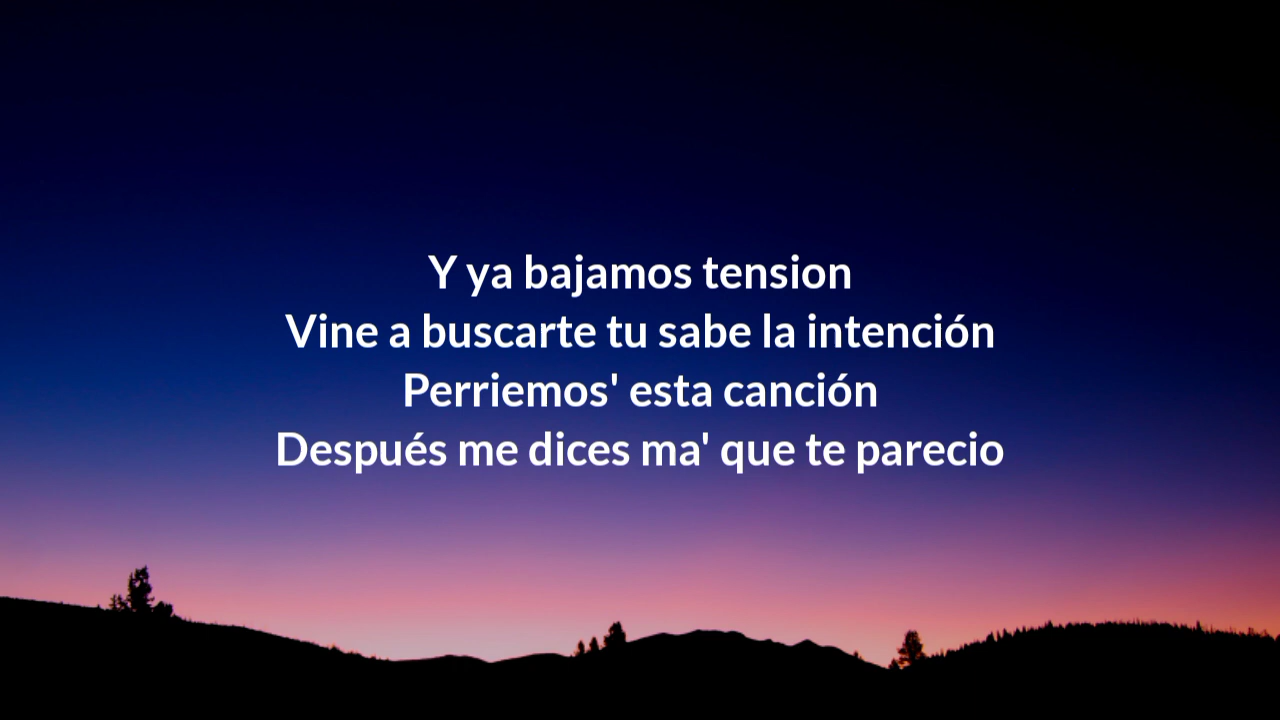 Y ya bajamos tension
Vine a buscarte tu sabe la intención
Perriemos' esta canción
Después me dices ma' que te parecio